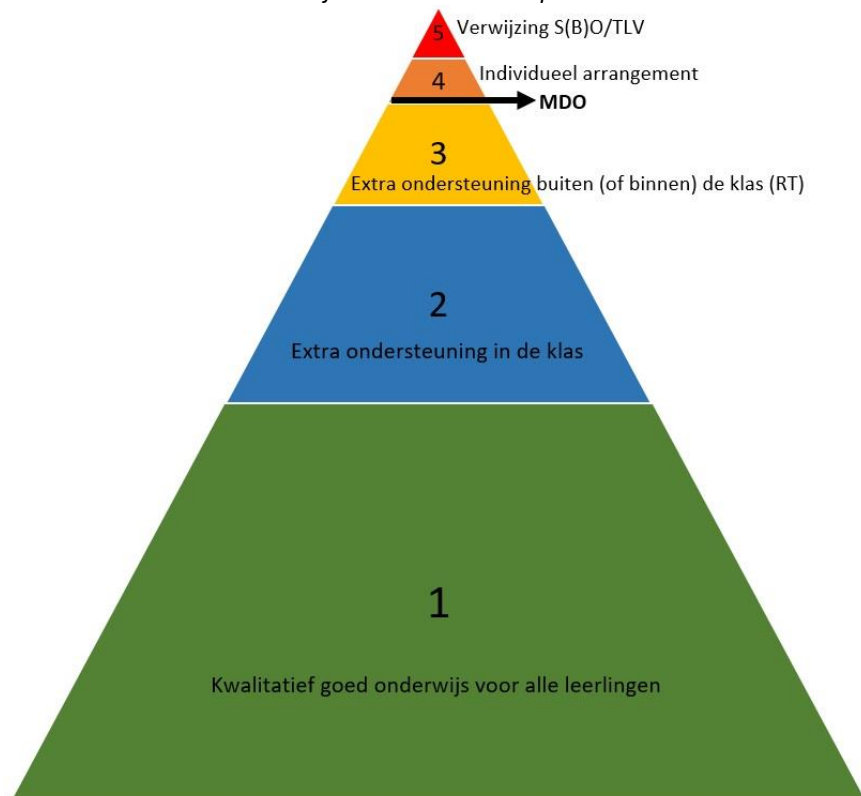 5
Verwijzing S(B)O/TLV
4
Individueel arrangement
MDO
3
Extra ondersteuning buiten (of binnen) de klas (RT)
2
Extra ondersteuning in de klas
1
Kwalitatief goed onderwijs voor alle leerlingen